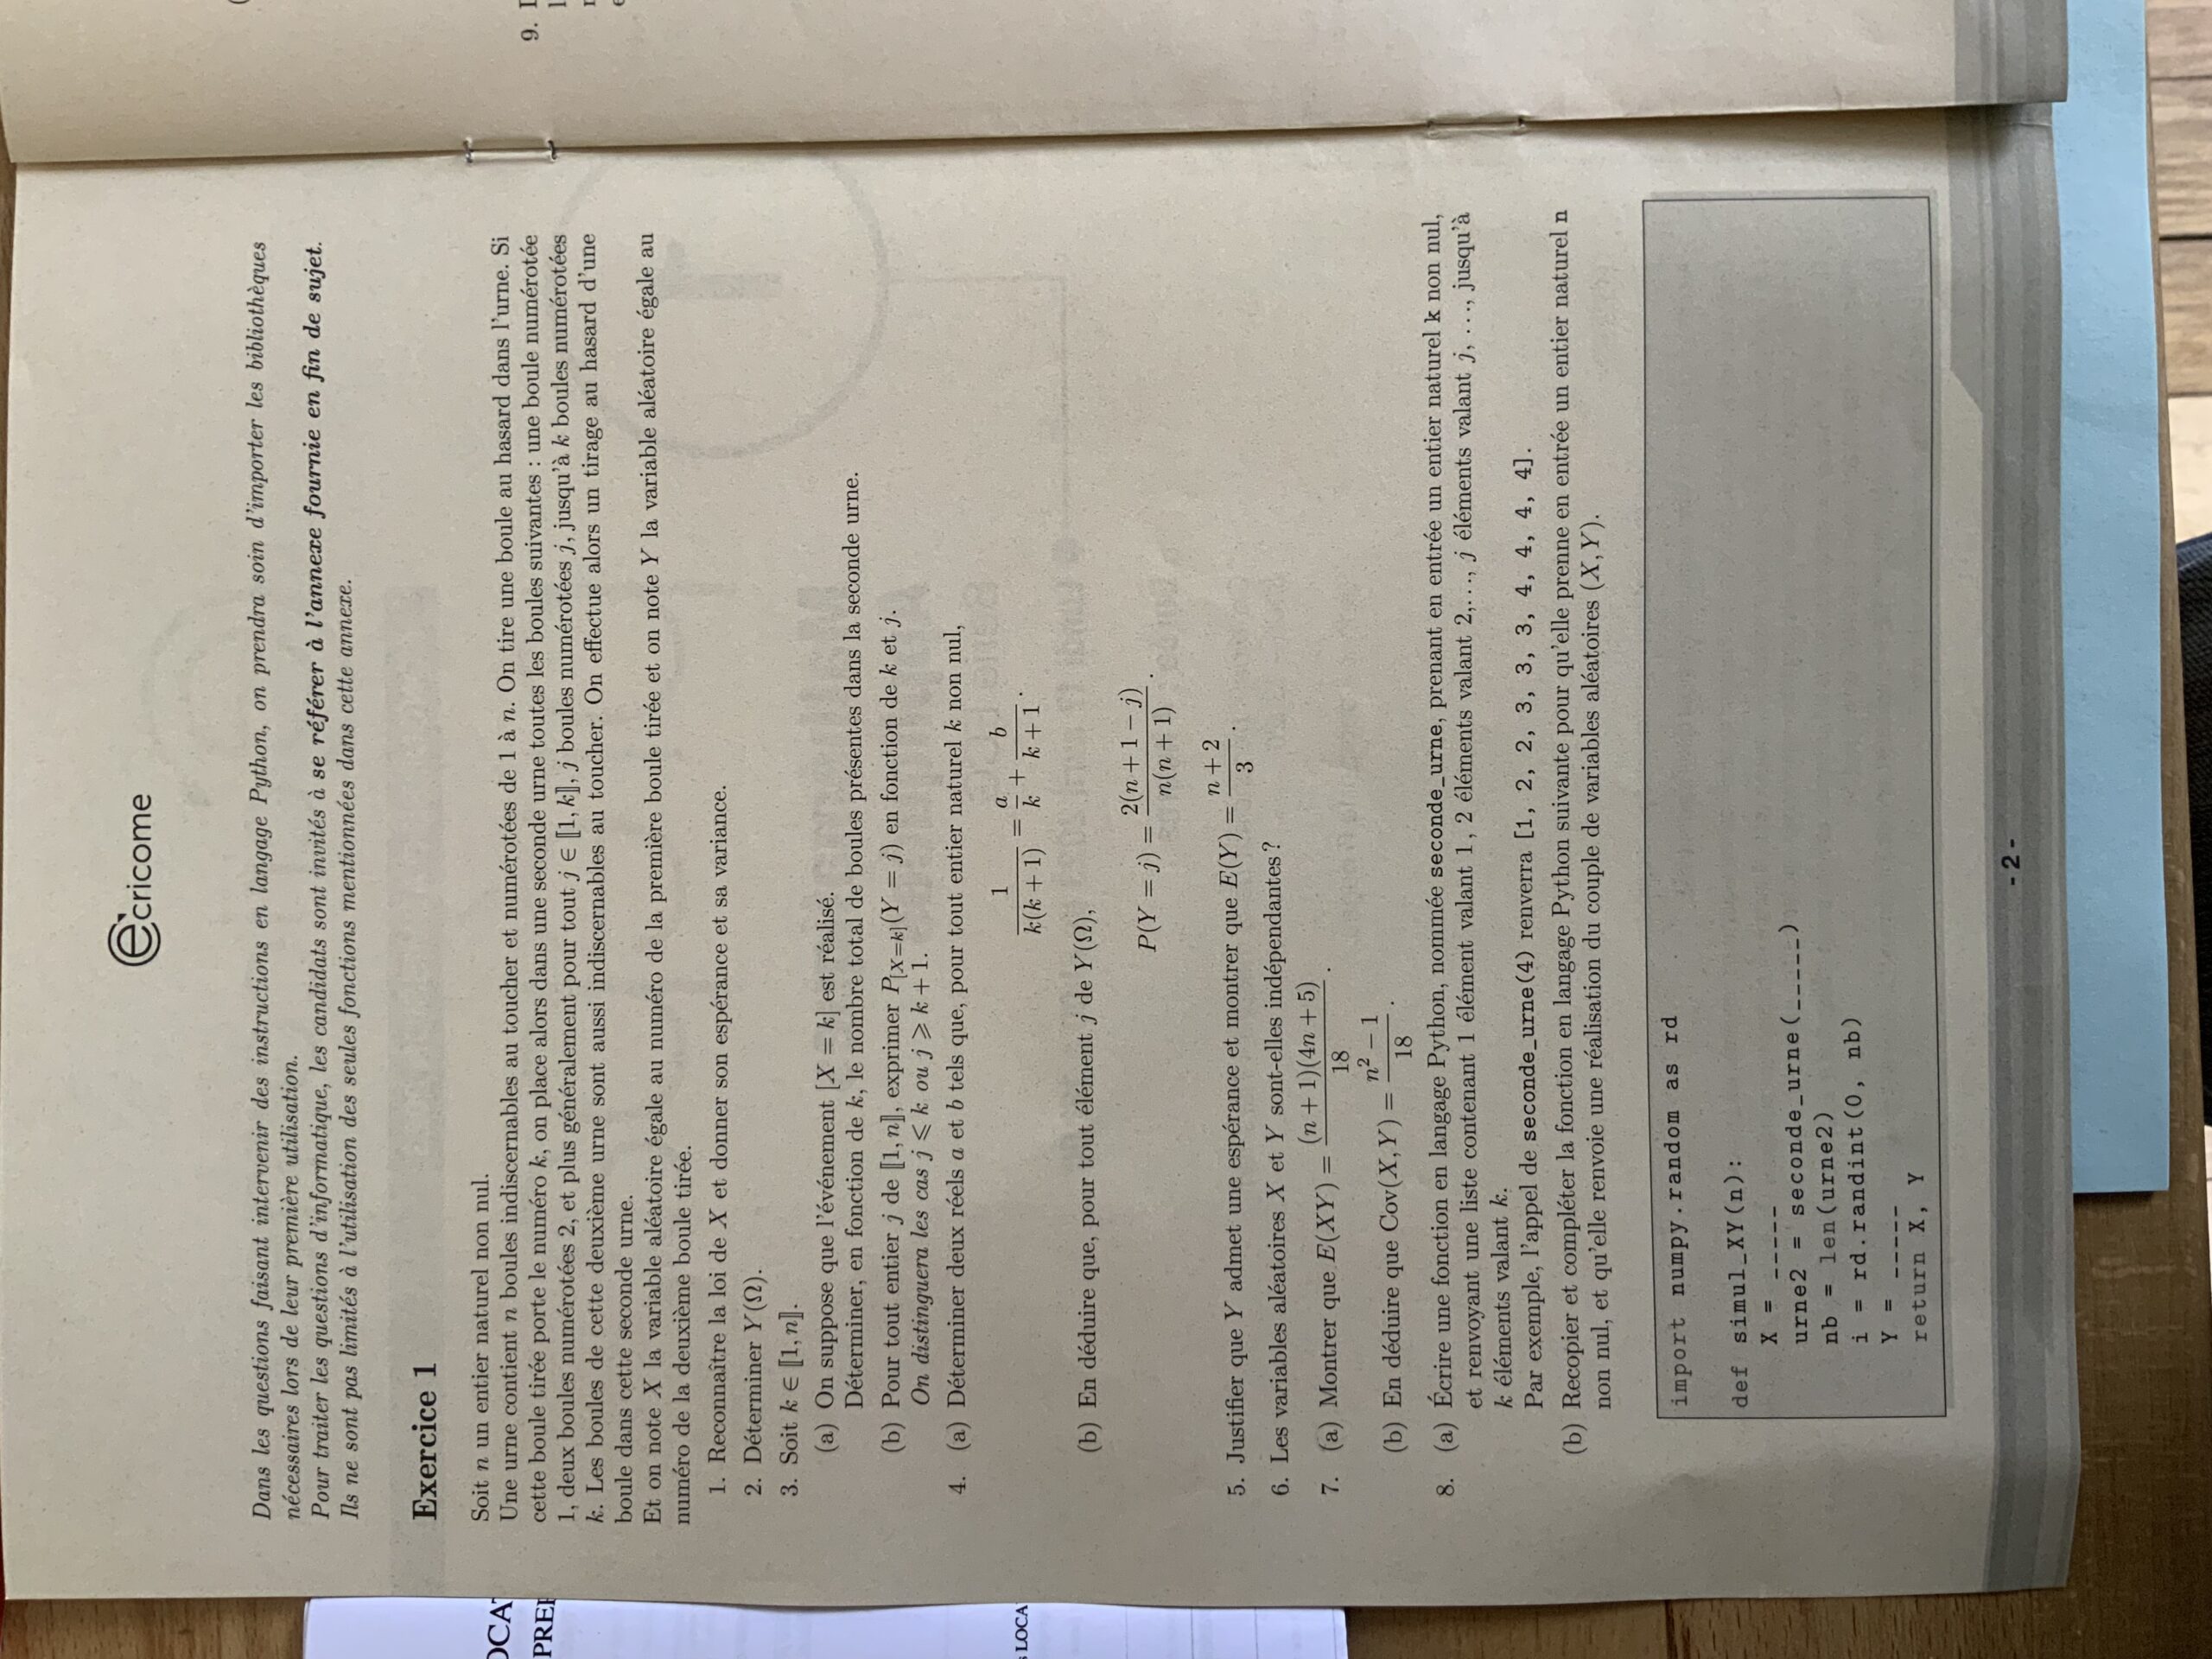 Ècricome
Dans les questions faisant intervenir des instructions en langage Python, on prendra soin d'importer les bibliothèques
nécessaires lors de leur première utilisation.
Pour traiter les questions d'informatique, les candidats sont invités à se référer à l'annexe fournie en fin de sujet.
Ils ne sont pas limités à l'utilisation des seules fonctions mentionnées dans cette annexe.
Exercice 1
Soit n un entier naturel non nul.
Une urne contient n boules indiscernables au toucher et numérotées de 1 à n. On tire une boule au hasard dans l'urne. Si
cette boule tirée porte le numéro k, on place alors dans une seconde urne toutes les boules suivantes : une boule numérotée
1, deux boules numérotées 2, et plus généralement pour tout j ∈ ⟦1, k⟧, j boules numérotées j, jusqu'à k boules numérotées
k. Les boules de cette deuxième urne sont aussi indiscernables au toucher. On effectue alors un tirage au hasard d'une
boule dans cette seconde urne.
Et on note X la variable aléatoire égale au numéro de la première boule tirée et on note Y la variable aléatoire égale au
numéro de la deuxième boule tirée.
1. Reconnaître la loi de X et donner son espérance et sa variance.
2. Déterminer Y(Ω).
3. Soit k ∈ ⟦1, n⟧.
(a) On suppose que l'événement [X = k] est réalisé.
Déterminer, en fonction de k, le nombre total de boules présentes dans la seconde urne.
(b) Pour tout entier j de ⟦1, n⟧, exprimer P_[X=k](Y = j) en fonction de k et j.
On distinguera les cas j ⩽ k ou j ⩾ k + 1.
4. (a) Déterminer deux réels a et b tels que, pour tout entier naturel k non nul,
1/(k(k + 1)) = a/k + b/(k + 1).
(b) En déduire que, pour tout élément j de Y(Ω),
P(Y = j) = 2(n + 1 − j)/(n(n + 1)).
5. Justifier que Y admet une espérance et montrer que E(Y) = (n + 2)/3.
6. Les variables aléatoires X et Y sont-elles indépendantes ?
7. (a) Montrer que E(XY) = (n + 1)(4n + 5)/18.
(b) En déduire que Cov(X, Y) = (n² − 1)/18.
8. (a) Écrire une fonction en langage Python, nommée seconde_urne, prenant en entrée un entier naturel k non nul,
et renvoyant une liste contenant 1 élément valant 1, 2 éléments valant 2,..., j éléments valant j, ..., jusqu'à
k éléments valant k.
Par exemple, l'appel de seconde_urne(4) renverra [1, 2, 2, 3, 3, 3, 4, 4, 4, 4].
(b) Recopier et compléter la fonction en langage Python suivante pour qu'elle prenne en entrée un entier naturel n
non nul, et qu'elle renvoie une réalisation du couple de variables aléatoires (X, Y).
import numpy.random as rd
def simul_XY(n):
X = -----
urne2 = seconde_urne(_____)
nb = len(urne2)
i = rd.randint(0, nb)
Y = -----
return X, Y
- 2 -
9.
OCA
PRE
LOCA